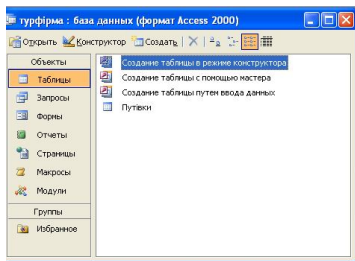 турфірма : база данных (формат Access 2000)
Открыть Конструктор Создать
Объекты
Таблицы
Запросы
Формы
Отчеты
Страницы
Макросы
Модули
Группы
Избранное
Создание таблицы в режиме конструктора
Создание таблицы с помощью мастера
Создание таблицы путем ввода данных
Путівки